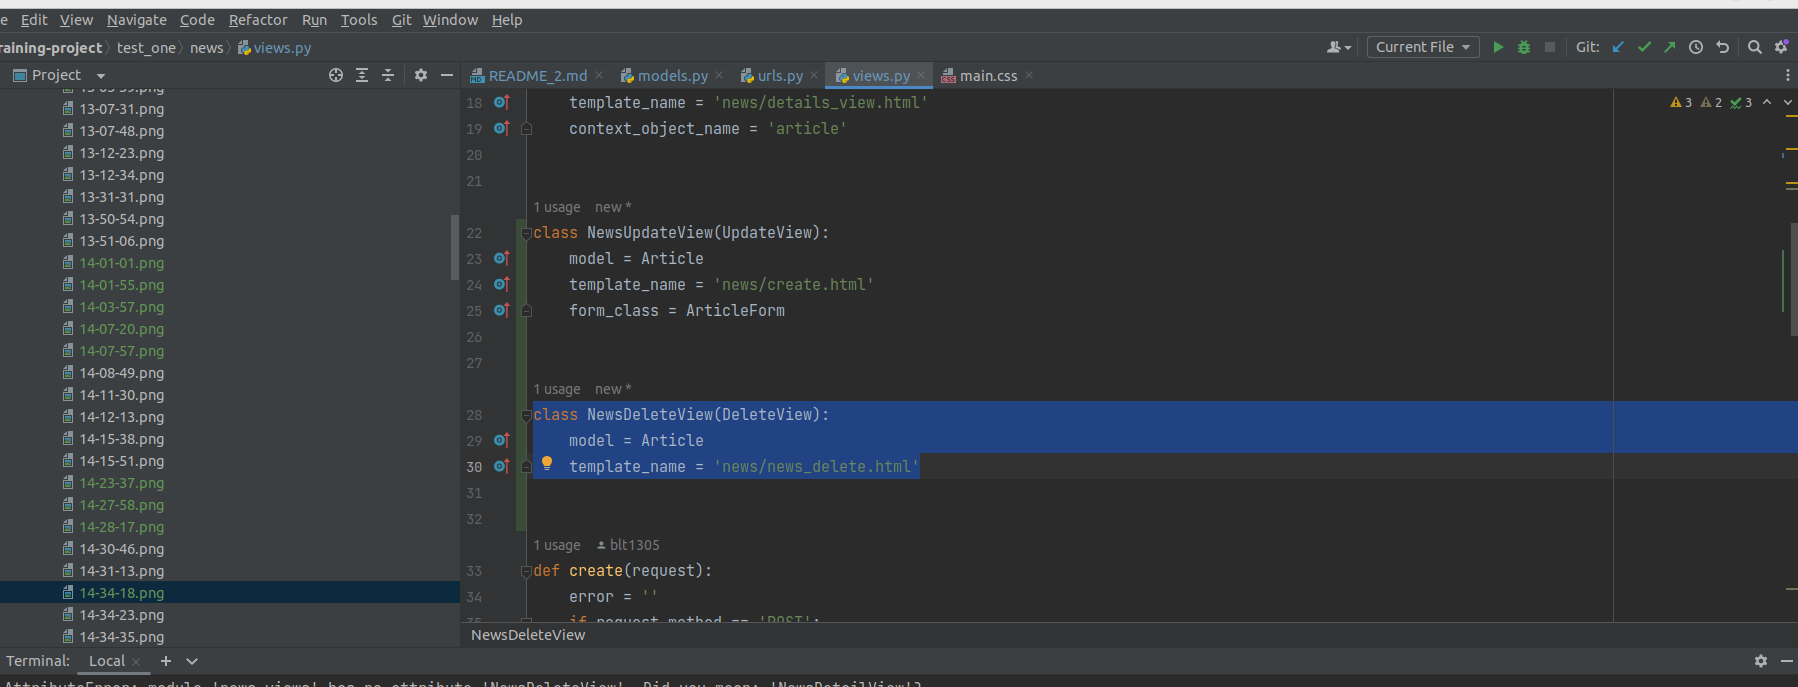 e Edit View Navigate Code Refactor Run Tools Git Window Help
raining-project test_one news views.py
Current File Git:
Project
README_2.md models.py urls.py views.py main.css
3 2 3
13-07-31.png
13-07-48.png
13-12-23.png
13-12-34.png
13-31-31.png
13-50-54.png
13-51-06.png
14-01-01.png
14-01-55.png
14-03-57.png
14-07-20.png
14-07-57.png
14-08-49.png
14-11-30.png
14-12-13.png
14-15-38.png
14-15-51.png
14-23-37.png
14-27-58.png
14-28-17.png
14-30-46.png
14-31-13.png
14-34-18.png
14-34-23.png
14-34-35.png
18 template_name = 'news/details_view.html'
19 context_object_name = 'article'
20
21
1 usage new *
22 class NewsUpdateView(UpdateView):
23 model = Article
24 template_name = 'news/create.html'
25 form_class = ArticleForm
26
27
1 usage new *
28 class NewsDeleteView(DeleteView):
29 model = Article
30 template_name = 'news/news_delete.html'
31
32
1 usage blt1305
33 def create(request):
34 error = ''
if request.method == 'POST':
NewsDeleteView
Terminal: Local
AttributeError: module 'news.views' has no attribute 'NewsDeleteView'. Did you mean: 'NewsDetailView'?